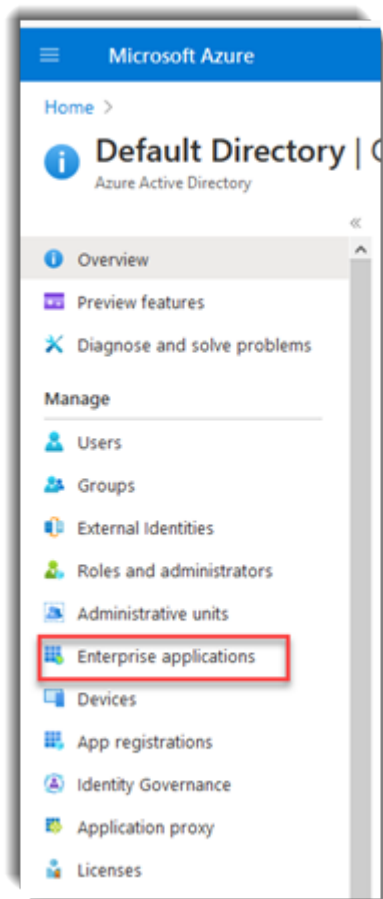 Microsoft Azure
Home >
Default Directory |
Azure Active Directory
«
Overview
Preview features
Diagnose and solve problems
Manage
Users
Groups
External Identities
Roles and administrators
Administrative units
Enterprise applications
Devices
App registrations
Identity Governance
Application proxy
Licenses